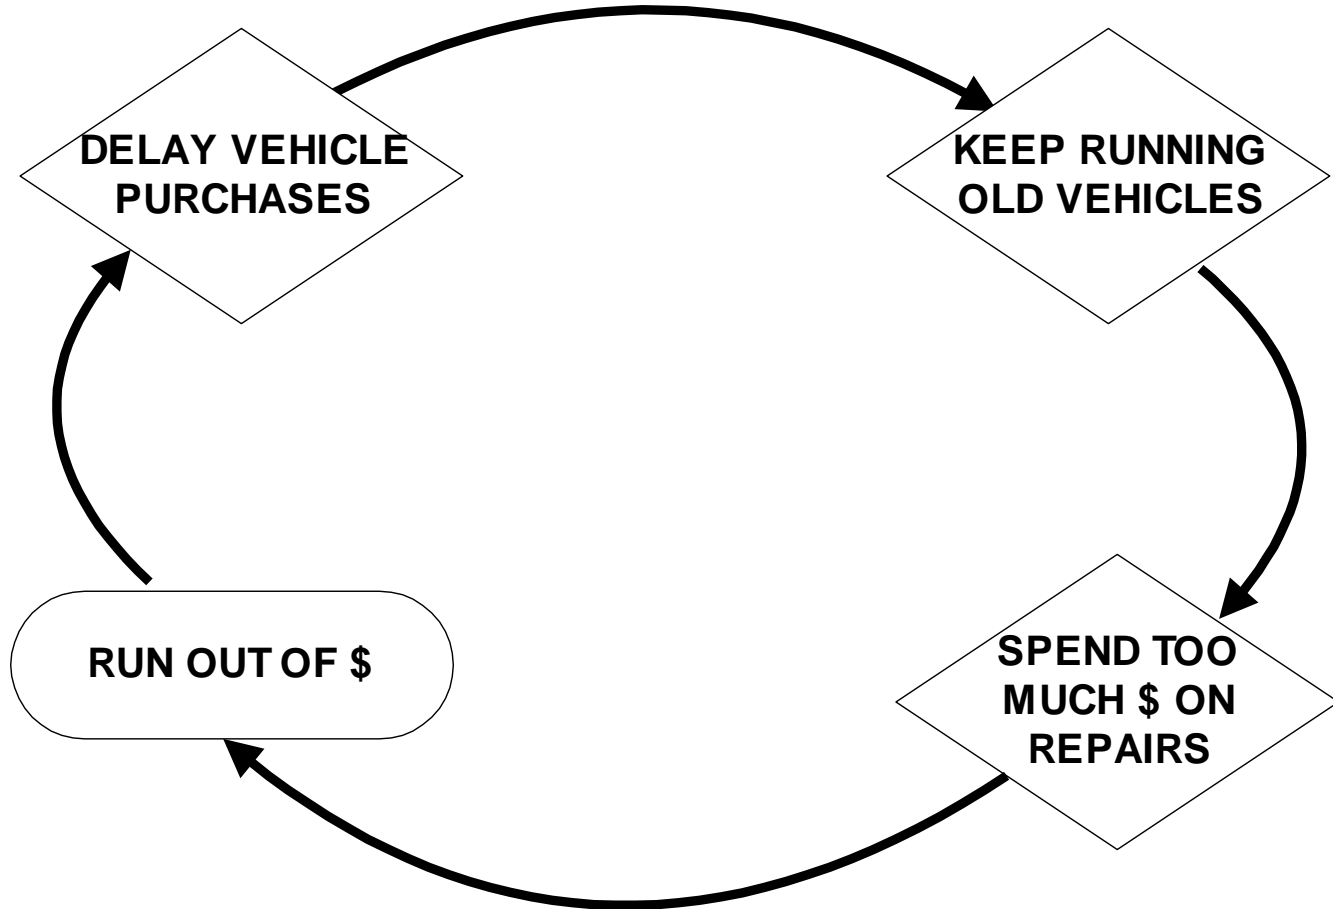 DELAY VEHICLE
PURCHASES
KEEP RUNNING
OLD VEHICLES
SPEND TOO
MUCH $ ON
REPAIRS
RUN OUT OF $